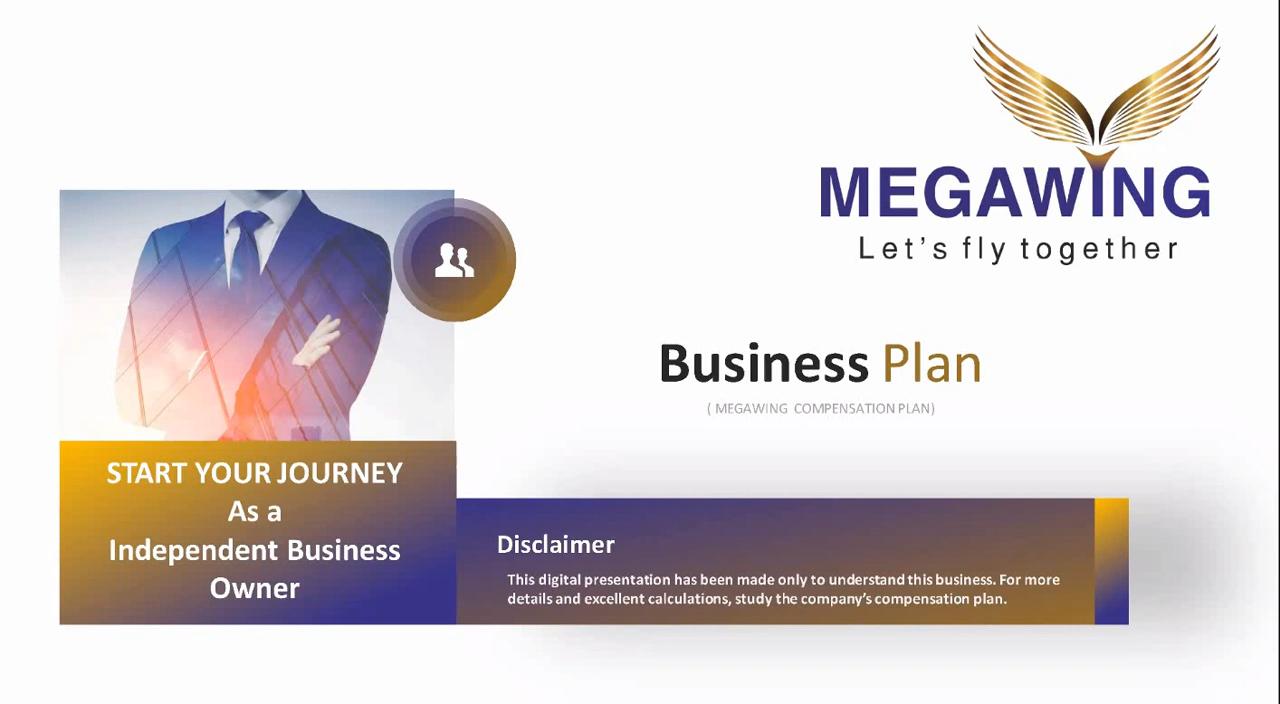 MEGAWING
Let's fly together
Business Plan
( MEGAWING COMPENSATION PLAN)
START YOUR JOURNEY
As a
Independent Business
Owner
Disclaimer
This digital presentation has been made only to understand this business. For more
details and excellent calculations, study the company's compensation plan.